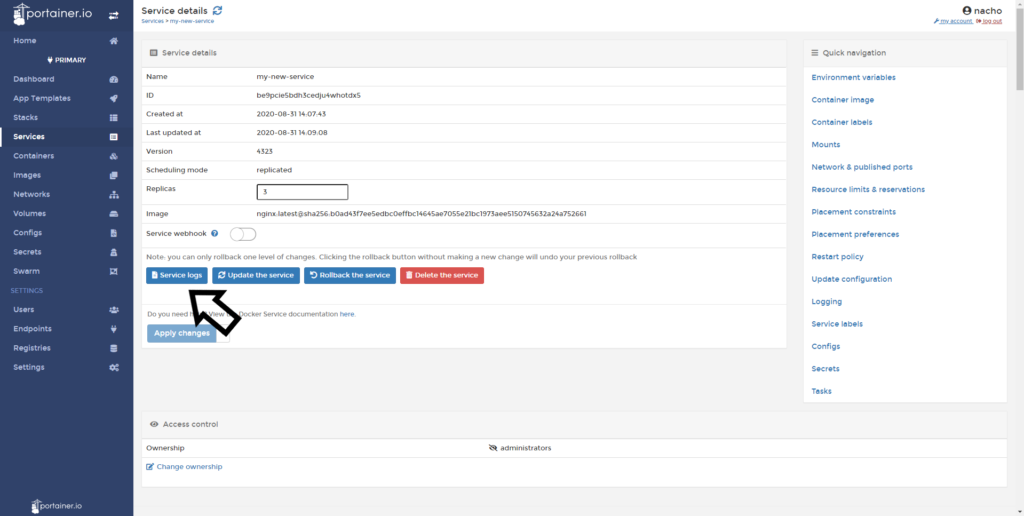 portainer.io
Home
PRIMARY
Dashboard
App Templates
Stacks
Services
Containers
Images
Networks
Volumes
Configs
Secrets
Swarm
SETTINGS
Users
Endpoints
Registries
Settings
portainer.io
Service details
Services > my-new-service
nacho
my account
log out
Service details
Name my-new-service
ID be9pcie5bdh3cedju4whotdx5
Created at 2020-08-31 14:07:43
Last updated at 2020-08-31 14:09:08
Version 4323
Scheduling mode replicated
Replicas 3
Image nginx:latest@sha256:b0ad43f7ee5edbc0effbc14645ae7055e21bc1973aee5150745632a24a752661
Service webhook
Note: you can only rollback one level of changes. Clicking the rollback button without making a new change will undo your previous rollback
Service logs Update the service Rollback the service Delete the service
Do you need View the Docker Service documentation here.
Apply changes
Access control
Ownership administrators
Change ownership
Quick navigation
Environment variables
Container image
Container labels
Mounts
Network & published ports
Resource limits & reservations
Placement constraints
Placement preferences
Restart policy
Update configuration
Logging
Service labels
Configs
Secrets
Tasks